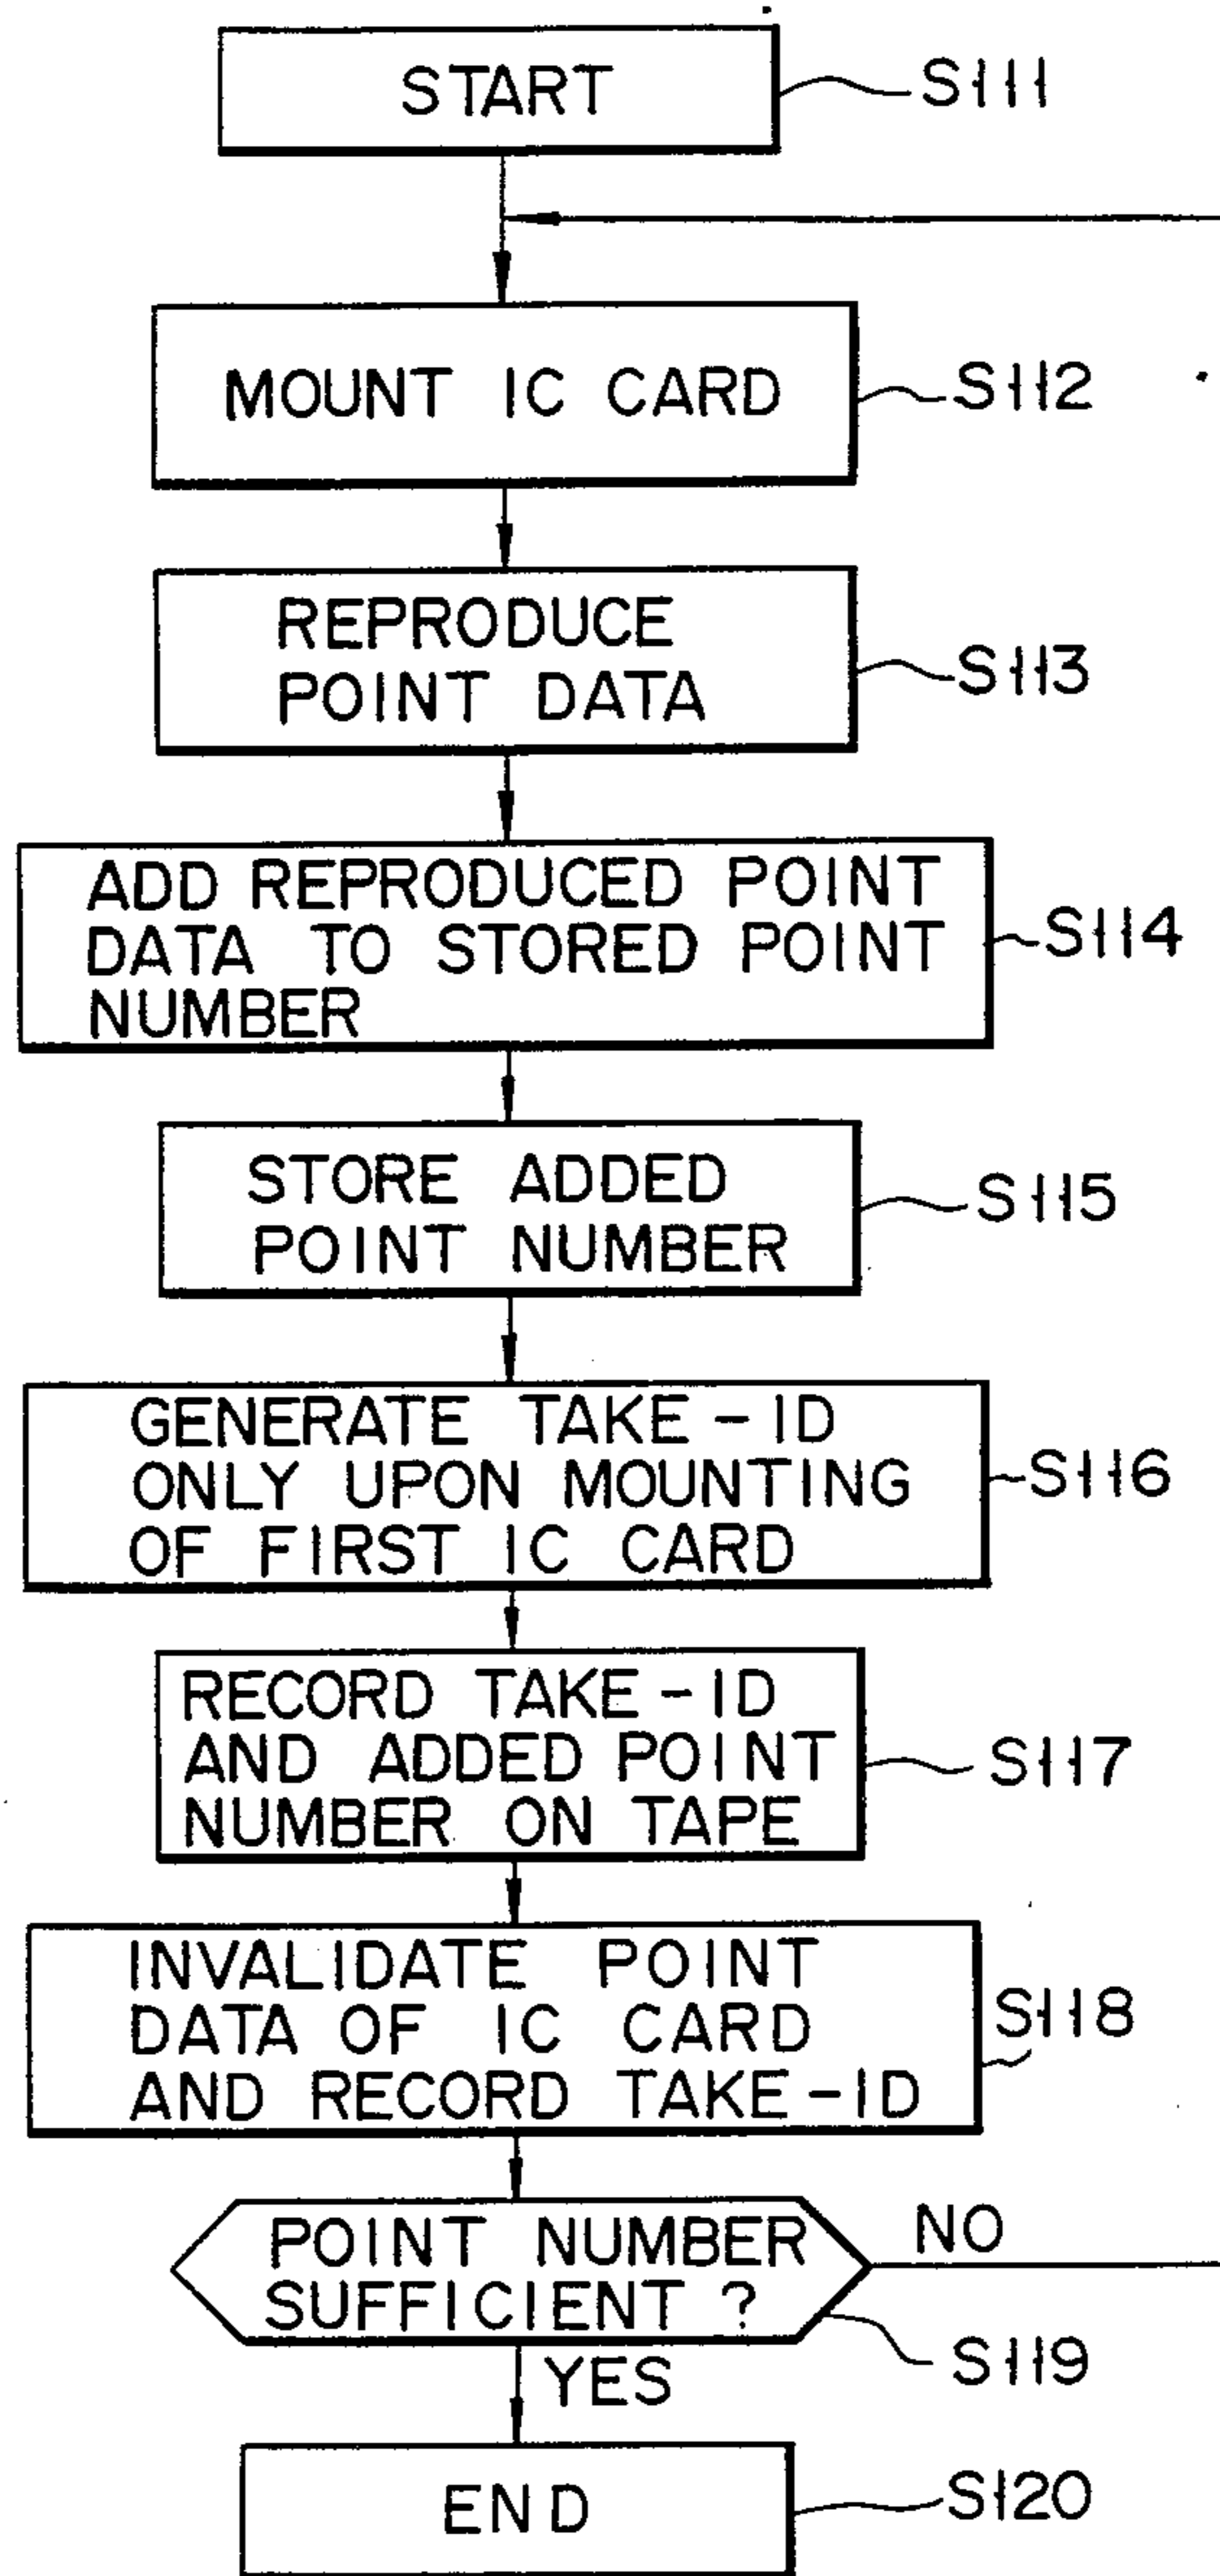 START
S111
MOUNT IC CARD
S112
REPRODUCE
POINT DATA
S113
ADD REPRODUCED POINT
DATA TO STORED POINT
NUMBER
S114
STORE ADDED
POINT NUMBER
S115
GENERATE TAKE-ID
ONLY UPON MOUNTING
OF FIRST IC CARD
S116
RECORD TAKE-ID
AND ADDED POINT
NUMBER ON TAPE
S117
INVALIDATE POINT
DATA OF IC CARD
AND RECORD TAKE-ID
S118
POINT NUMBER
SUFFICIENT ?
NO
S119
YES
END
S120